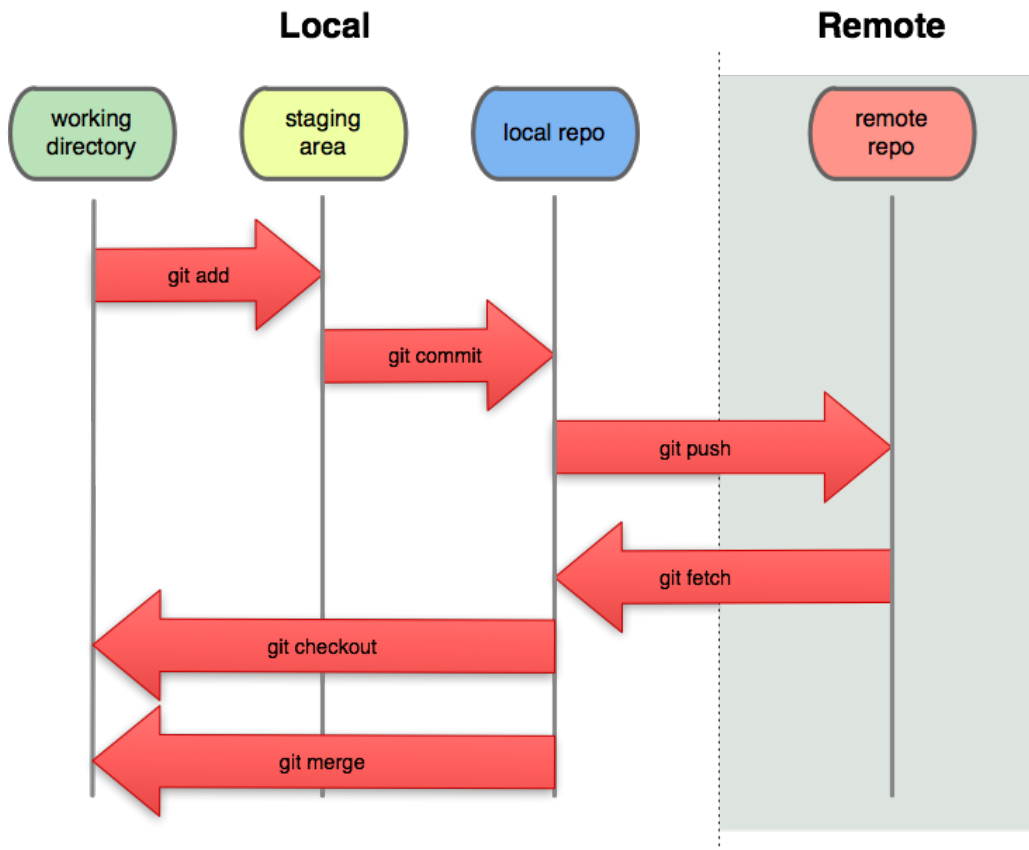 Local
Remote
working
directory
staging
area
local repo
remote
repo
git add
git commit
git push
git fetch
git checkout
git merge